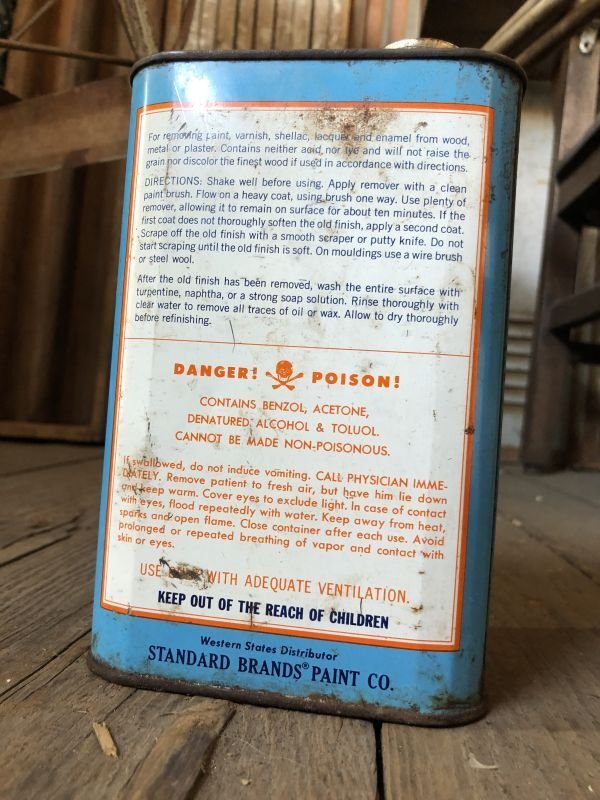 For removing paint, varnish, shellac, lacquer and enamel from wood,
metal or plaster. Contains neither acid nor lye and will not raise the
grain nor discolor the finest wood if used in accordance with directions.
DIRECTIONS: Shake well before using. Apply remover with a clean
paint brush. Flow on a heavy coat, using brush one way. Use plenty of
remover, allowing it to remain on surface for about ten minutes. If the
first coat does not thoroughly soften the old finish, apply a second coat.
Scrape off the old finish with a smooth scraper or putty knife. Do not
start scraping until the old finish is soft. On mouldings use a wire brush
or steel wool.
After the old finish has been removed, wash the entire surface with
turpentine, naphtha, or a strong soap solution. Rinse thoroughly with
clear water to remove all traces of oil or wax. Allow to dry thoroughly
before refinishing.
DANGER! POISON!
CONTAINS BENZOL, ACETONE,
DENATURED ALCOHOL & TOLUOL.
CANNOT BE MADE NON-POISONOUS.
If swallowed, do not induce vomiting. CALL PHYSICIAN IMME-
DIATELY. Remove patient to fresh air, but have him lie down
and keep warm. Cover eyes to exclude light. In case of contact
with eyes, flood repeatedly with water. Keep away from heat,
sparks and open flame. Close container after each use. Avoid
prolonged or repeated breathing of vapor and contact with
skin or eyes.
USE WITH ADEQUATE VENTILATION.
KEEP OUT OF THE REACH OF CHILDREN
Western States Distributor
STANDARD BRANDS® PAINT CO.